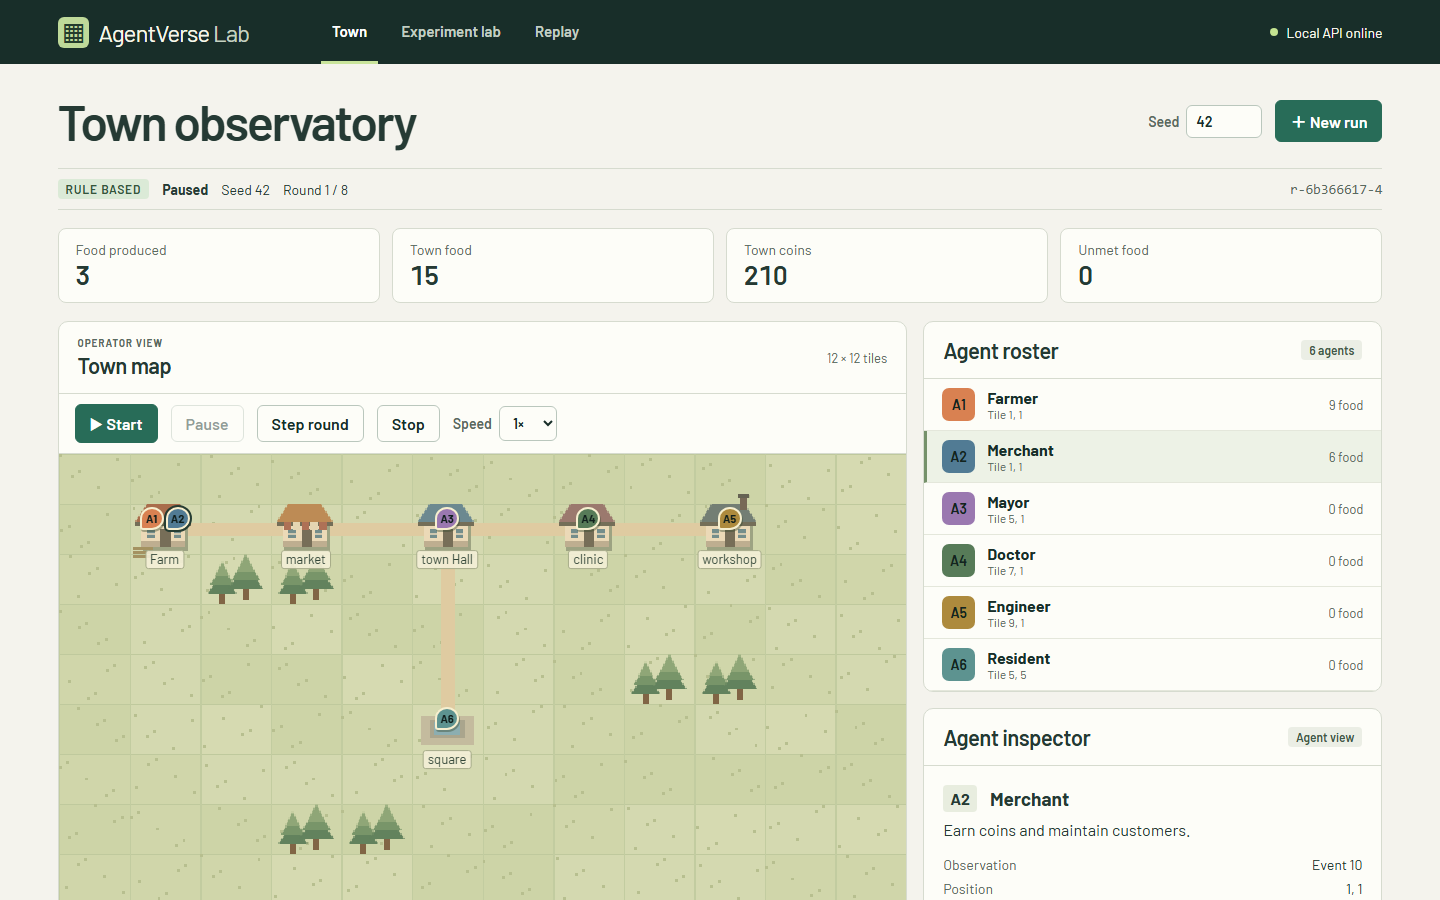 AgentVerse Lab
Town
Experiment lab
Replay
Local API online
Town observatory
Seed
42
+ New run
RULE BASED
Paused
Seed 42
Round 1 / 8
r-6b366617-4
Food produced
3
Town food
15
Town coins
210
Unmet food
0
OPERATOR VIEW
Town map
12 × 12 tiles
Start
Pause
Step round
Stop
Speed
1×
A1
A2
A3
A4
A5
Farm
market
town Hall
clinic
workshop
A6
square
Agent roster
6 agents
A1
Farmer
Tile 1, 1
9 food
A2
Merchant
Tile 1, 1
6 food
A3
Mayor
Tile 5, 1
0 food
A4
Doctor
Tile 7, 1
0 food
A5
Engineer
Tile 9, 1
0 food
A6
Resident
Tile 5, 5
0 food
Agent inspector
Agent view
A2
Merchant
Earn coins and maintain customers.
Observation
Event 10
Position
1, 1